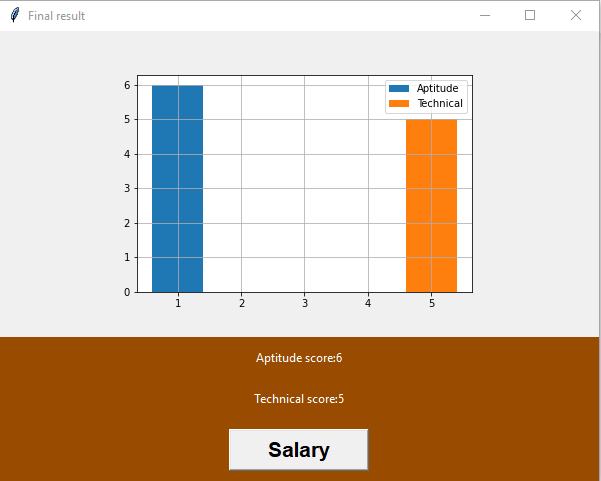 Final result
6
5
4
3
2
1
0
Aptitude
Technical
1 2 3 4 5
Aptitude score:6
Technical score:5
Salary